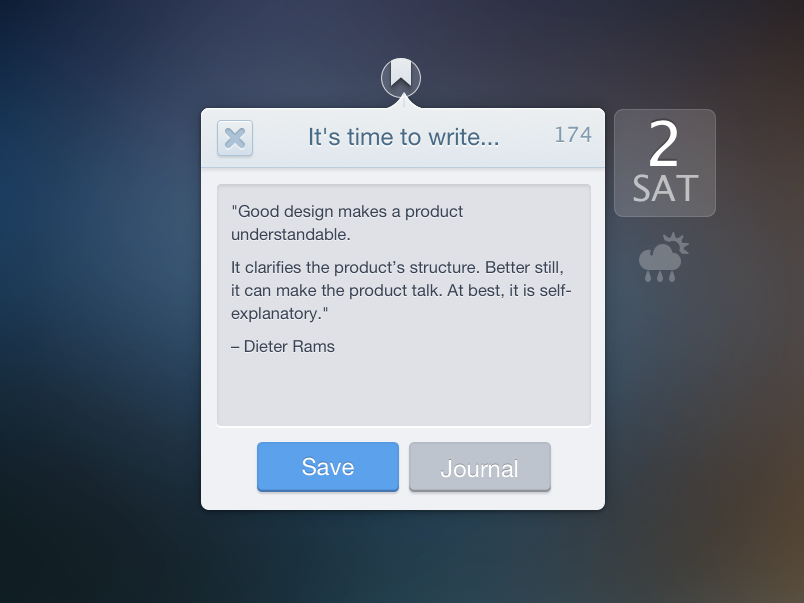 It's time to write...
174
2
SAT
"Good design makes a product
understandable.
It clarifies the product’s structure. Better still,
it can make the product talk. At best, it is self-
explanatory."
– Dieter Rams
Save
Journal